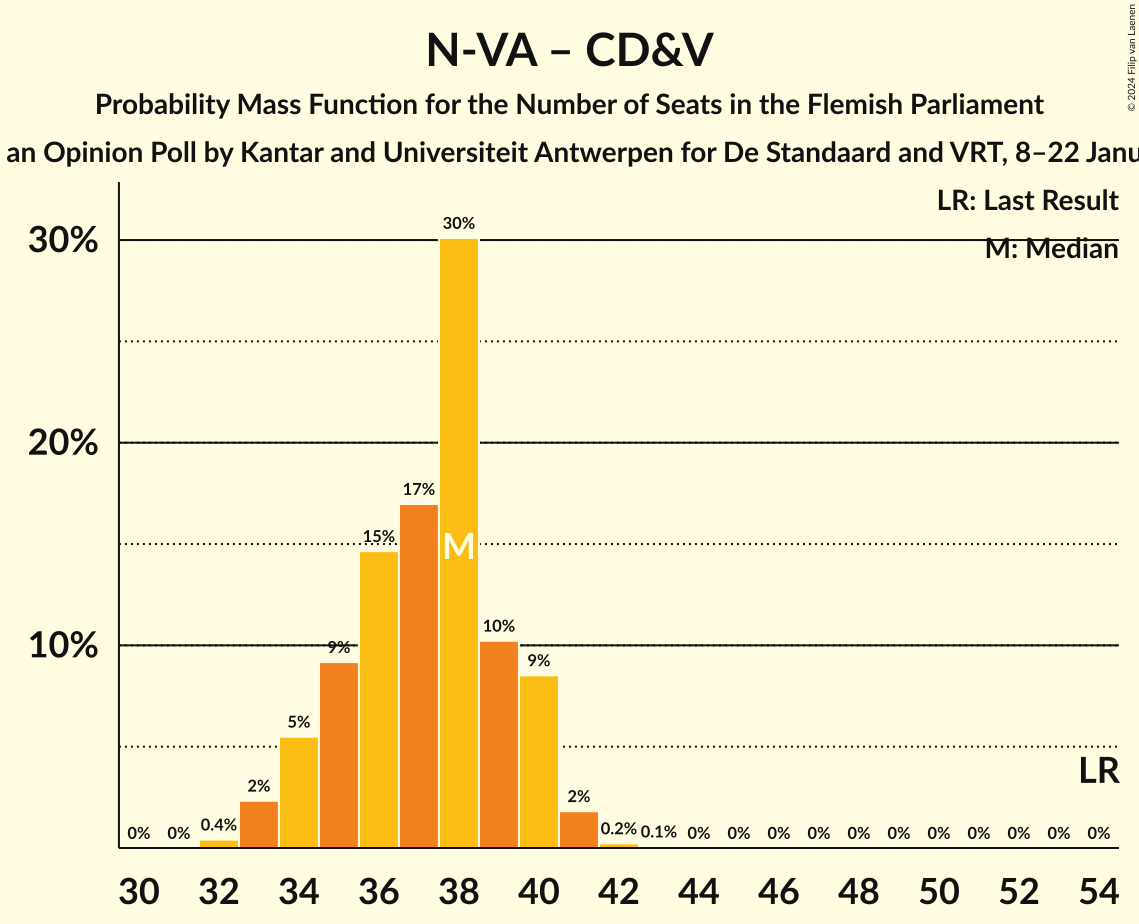 N-VA – CD&V
Probability Mass Function for the Number of Seats in the Flemish Parliament
an Opinion Poll by Kantar and Universiteit Antwerpen for De Standaard and VRT, 8–22 Janu
© 2024 Filip van Laenen
LR: Last Result
M: Median
30%
20%
10%
0% 0% 0.4% 2% 5% 9% 15% 17% 30% 10% 9% 2% 0.2% 0.1% 0% 0% 0% 0% 0% 0% 0% 0% 0% 0% 0%
M
LR
30 32 34 36 38 40 42 44 46 48 50 52 54